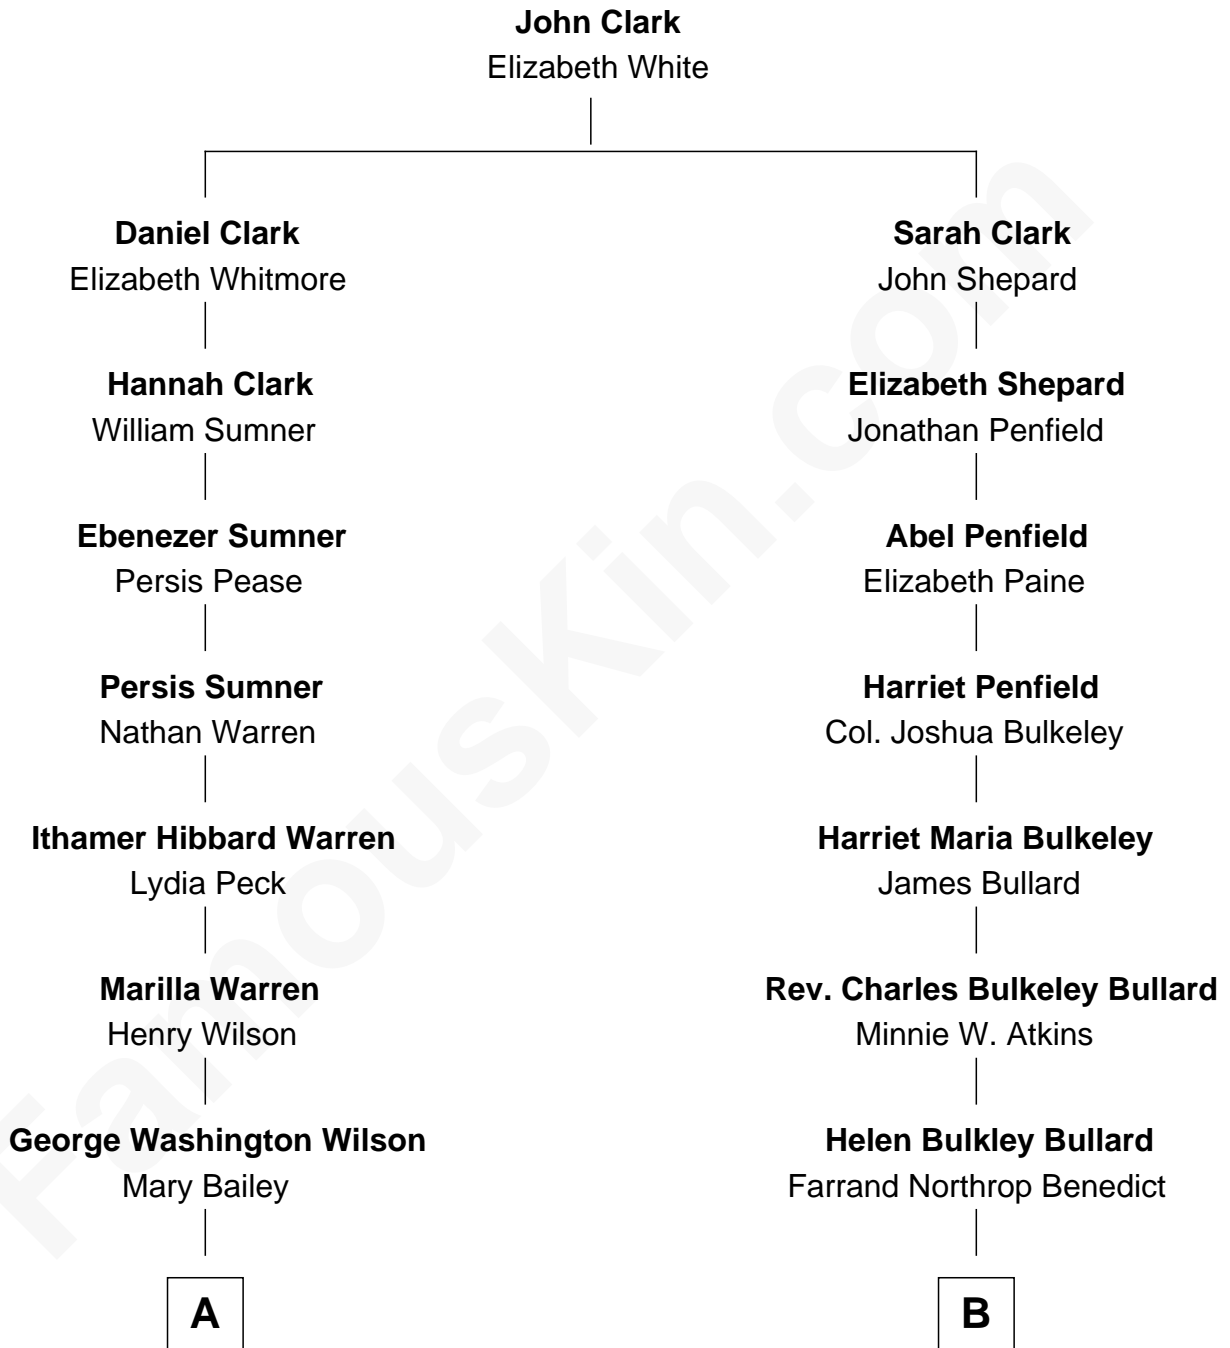 John Clark
Elizabeth White
Daniel Clark
Elizabeth Whitmore
Sarah Clark
John Shepard
Hannah Clark
William Sumner
Elizabeth Shepard
Jonathan Penfield
Ebenezer Sumner
Persis Pease
Abel Penfield
Elizabeth Paine
Persis Sumner
Nathan Warren
Harriet Penfield
Col. Joshua Bulkeley
Ithamer Hibbard Warren
Lydia Peck
Harriet Maria Bulkeley
James Bullard
Marilla Warren
Henry Wilson
Rev. Charles Bulkeley Bullard
Minnie W. Atkins
George Washington Wilson
Mary Bailey
Helen Bulkley Bullard
Farrand Northrop Benedict
A
B
FamousKin.com